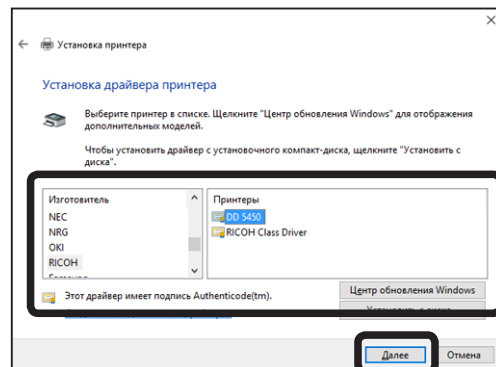 Установка принтера
Установка драйвера принтера
Выберите принтер в списке. Щелкните "Центр обновления Windows" для отображения
дополнительных моделей.
Чтобы установить драйвер с установочного компакт-диска, щелкните "Установить с
диска".
Изготовитель
NEC
NRG
OKI
RICOH
Принтеры
DD 5450
RICOH Class Driver
Этот драйвер имеет подпись Authenticode(tm).
Центр обновления Windows
Далее
Отмена